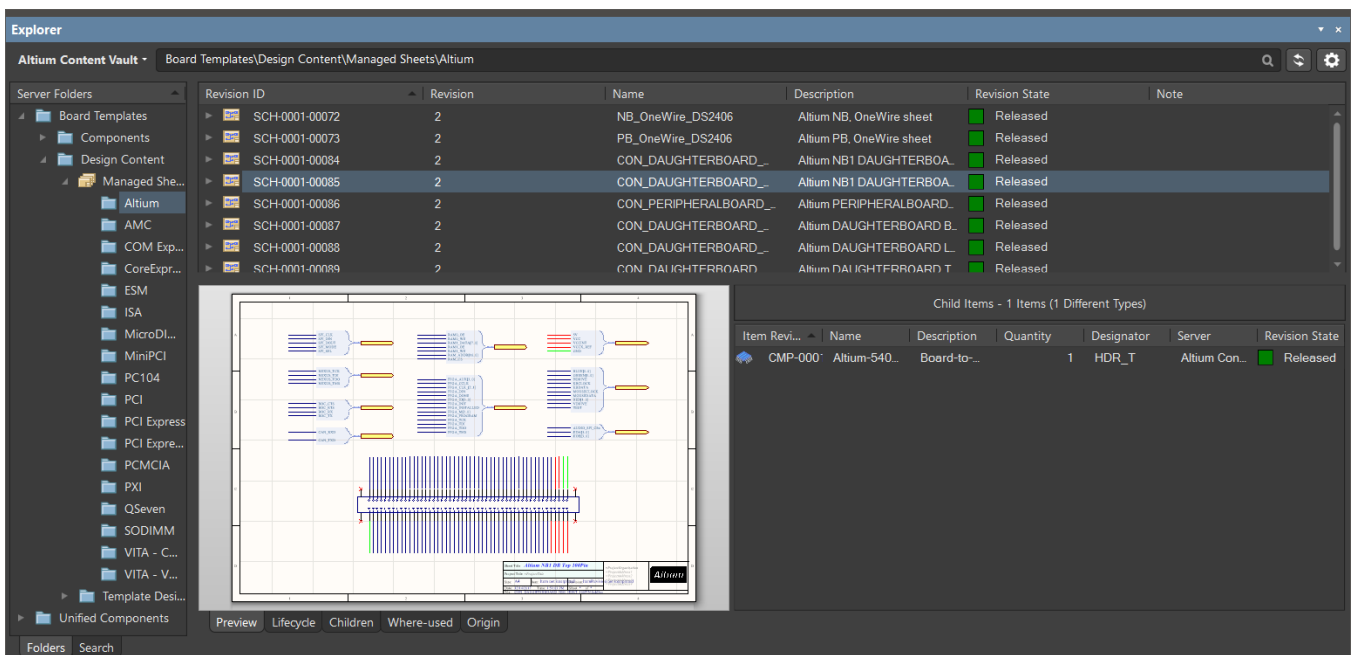 Explorer
Altium Content Vault Board Templates\Design Content\Managed Sheets\Altium
Server Folders
Board Templates
Components
Design Content
Managed She...
Altium
AMC
COM Exp...
CoreExpr...
ESM
ISA
MicroDI...
MiniPCI
PC104
PCI
PCI Express
PCI Expre...
PCMCIA
PXI
QSeven
SODIMM
VITA - C...
VITA - V...
Template Desi...
Unified Components
Folders Search
Revision ID Revision Name Description Revision State Note
SCH-0001-00072 2 NB_OneWire_DS2406 Altium NB, OneWire sheet Released
SCH-0001-00073 2 PB_OneWire_DS2406 Altium PB, OneWire sheet Released
SCH-0001-00084 2 CON_DAUGHTERBOARD_... Altium NB1 DAUGHTERBOA... Released
SCH-0001-00085 2 CON_DAUGHTERBOARD_... Altium NB1 DAUGHTERBOA... Released
SCH-0001-00086 2 CON_PERIPHERALBOARD_... Altium PERIPHERALBOARD... Released
SCH-0001-00087 2 CON_DAUGHTERBOARD_... Altium DAUGHTERBOARD B... Released
SCH-0001-00088 2 CON_DAUGHTERBOARD_... Altium DAUGHTERBOARD L... Released
SCH-0001-00089 2 CON_DAUGHTERBOARD Altium DAUGHTERBOARD T Released
Altium NB1 DB Top 100Pin
Altium
Preview Lifecycle Children Where-used Origin
Child Items - 1 Items (1 Different Types)
Item Revi... Name Description Quantity Designator Server Revision State
CMP-000 Altium-540... Board-to-... 1 HDR_T Altium Con... Released